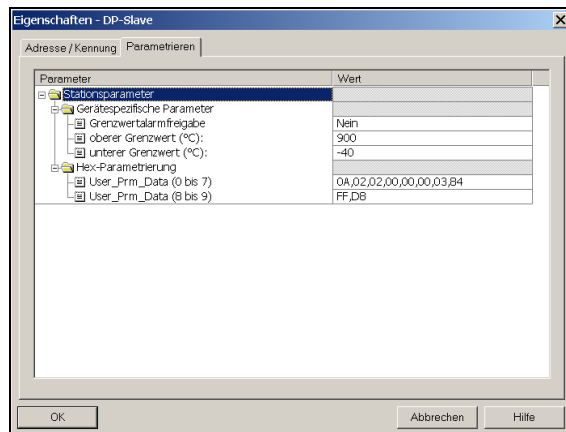 Eigenschaften - DP-Slave
Adresse / Kennung Parametrieren
Parameter Wert
Stationsparameter
Gerätespezifische Parameter
Grenzwertalarmfreigabe Nein
oberer Grenzwert (°C): 900
unterer Grenzwert (°C): -40
Hex-Parametrierung
User_Prm_Data (0 bis 7) 0A,02,02,00,00,00,03,84
User_Prm_Data (8 bis 9) FF,D8
OK Abbrechen Hilfe